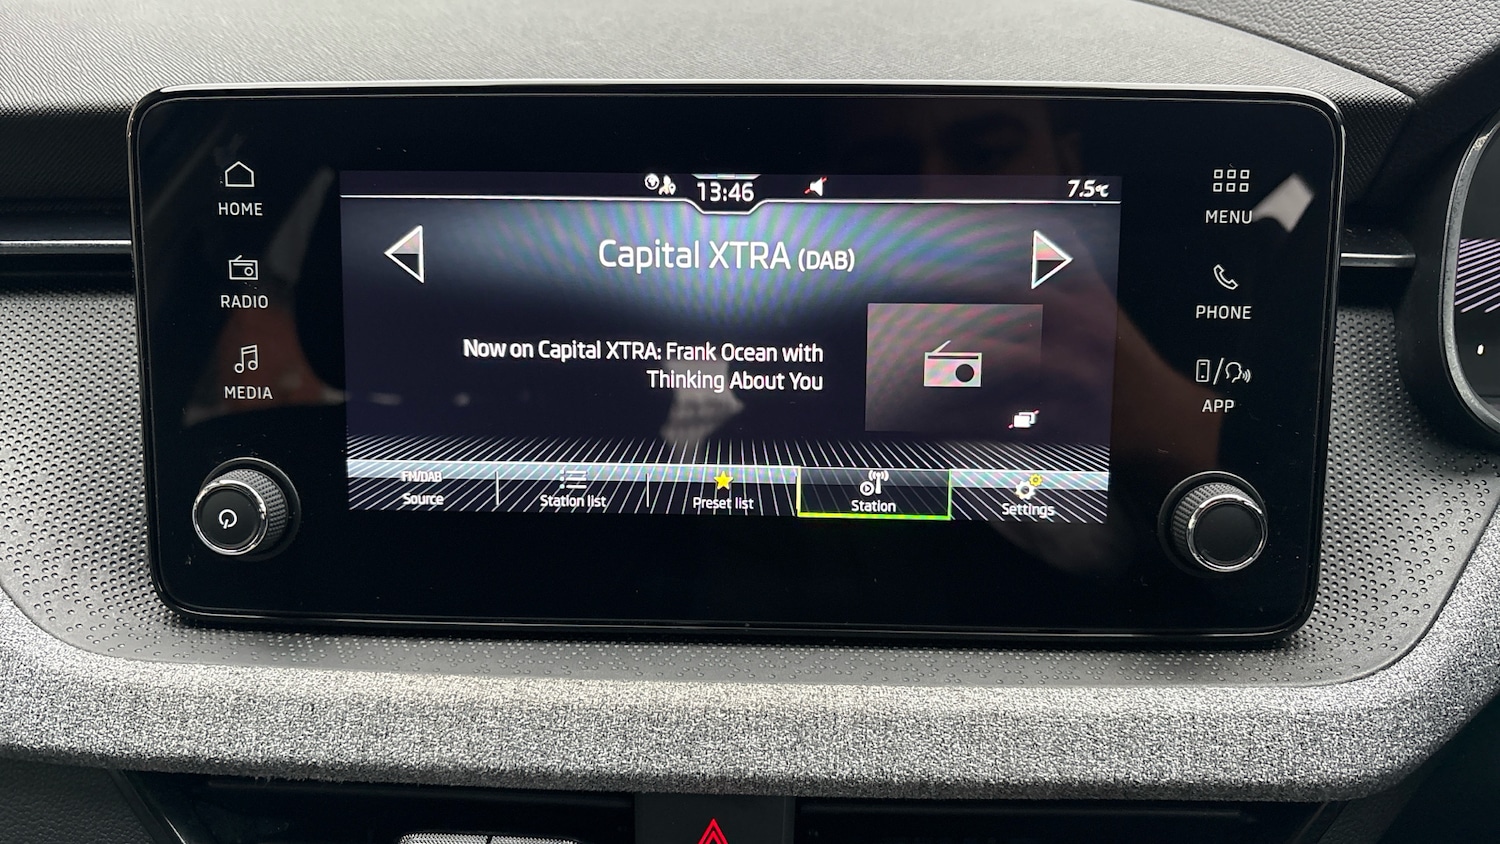 HOME
RADIO
MEDIA
13:46
7.5°C
Capital XTRA (DAB)
Now on Capital XTRA: Frank Ocean with
Thinking About You
FM/DAB
Source
Station list
Preset list
Station
Settings
MENU
PHONE
APP